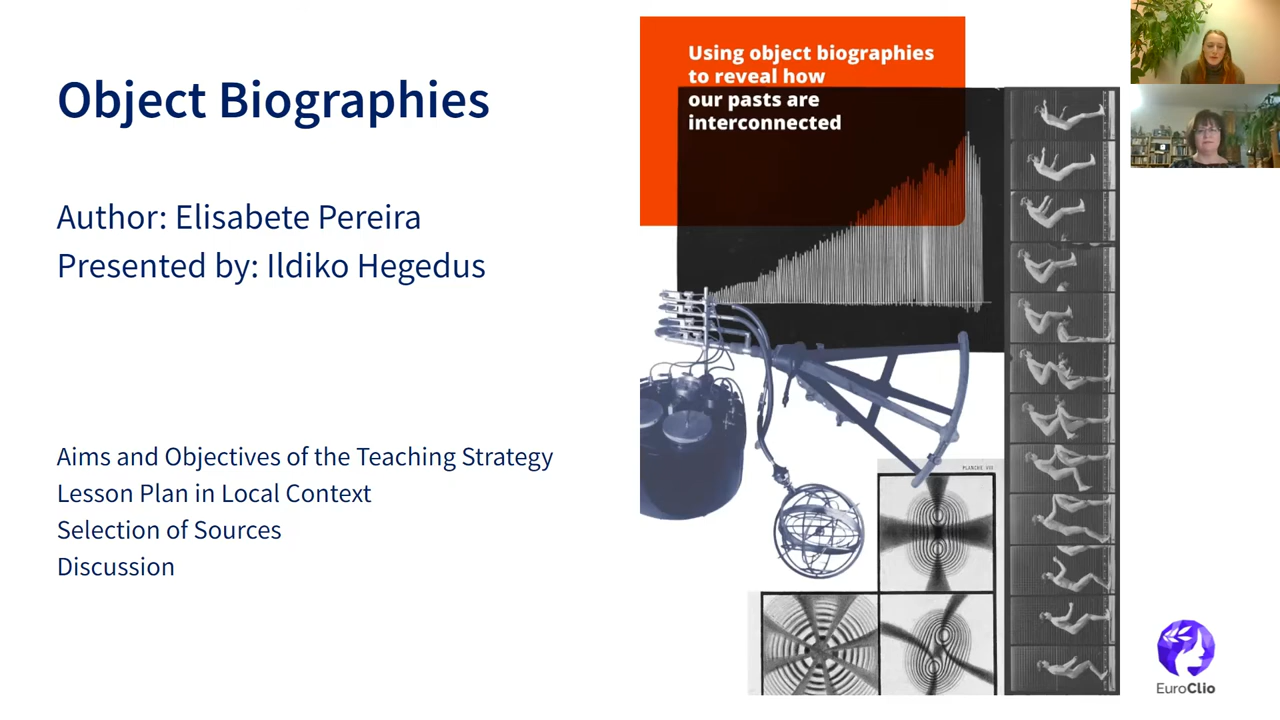 Object Biographies
Author: Elisabete Pereira
Presented by: Ildiko Hegedus
Aims and Objectives of the Teaching Strategy
Lesson Plan in Local Context
Selection of Sources
Discussion
Using object biographies
to reveal how
our pasts are
interconnected
PLANCHE VIII
EuroClio